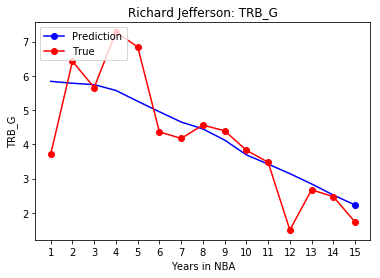 Richard Jefferson: TRB_G
Prediction
True
7
6
5
4
3
2
TRB_G
1 2 3 4 5 6 7 8 9 10 11 12 13 14 15
Years in NBA